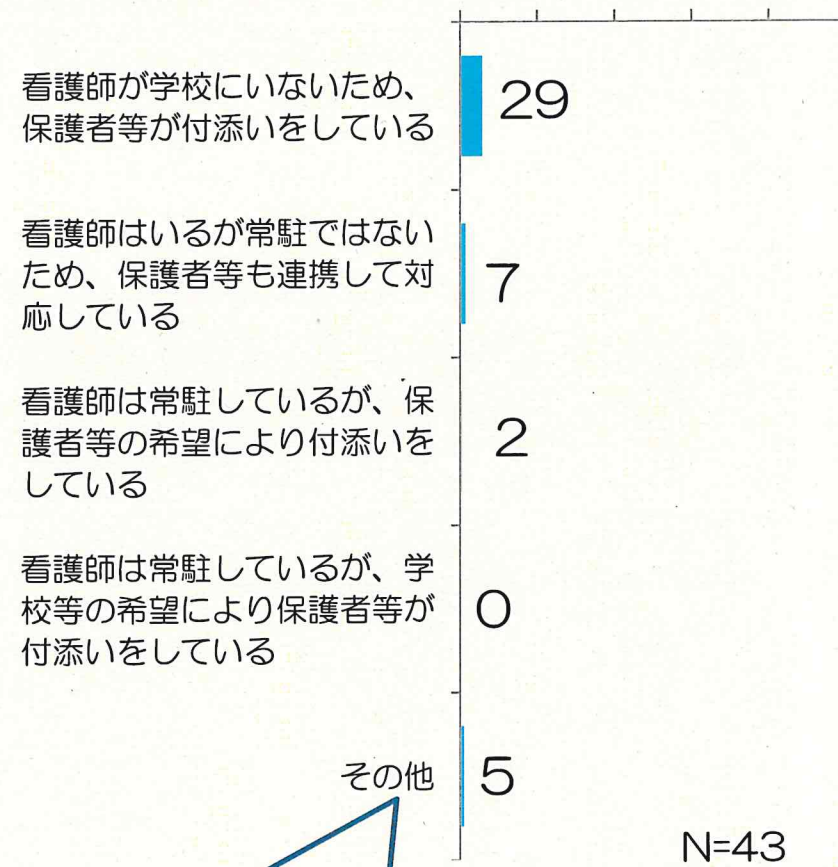 看護師が学校にいないため、
保護者等が付添いをしている
29
看護師はいるが常駐ではない
ため、保護者等も連携して対
応している
7
看護師は常駐しているが、保
護者等の希望により付添いを
している
2
看護師は常駐しているが、学
校等の希望により保護者等が
付添いをしている
0
その他
5
N=43